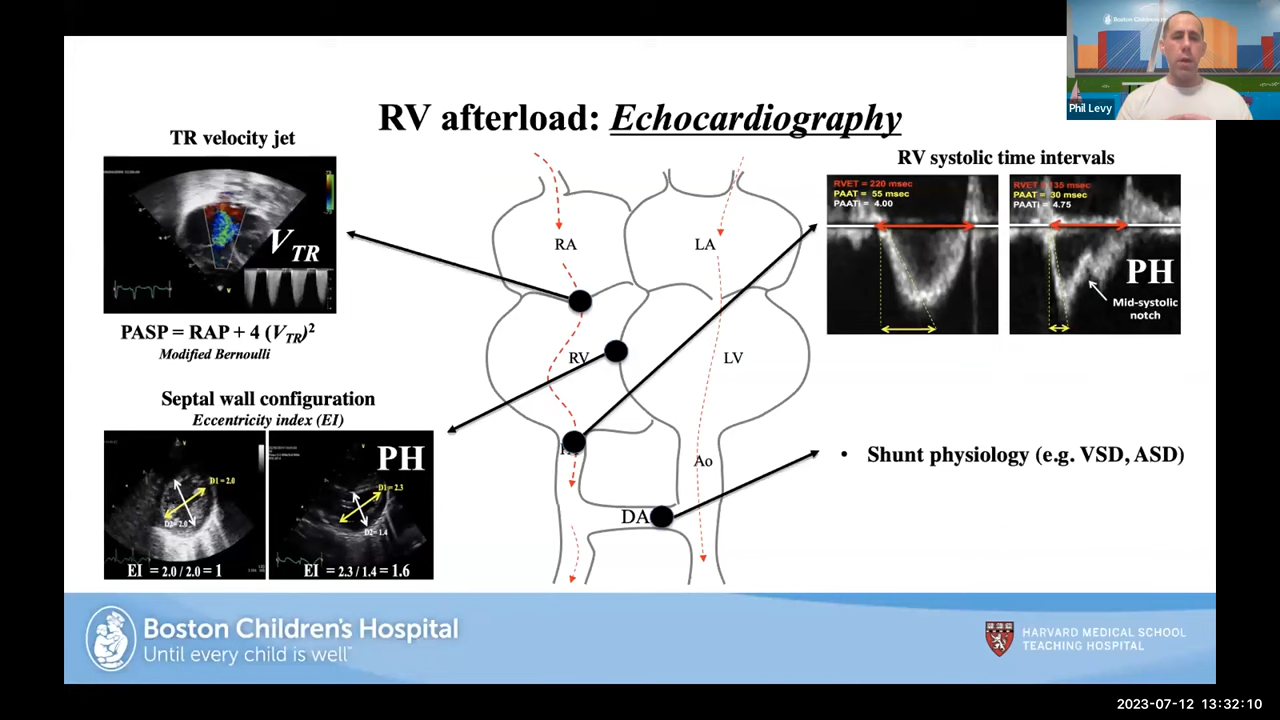 Boston Children's H
Phil Levy
RV afterload: Echocardiography
TR velocity jet
V TR
PASP = RAP + 4 (VTR)2
Modified Bernoulli
Septal wall configuration
Eccentricity index (EI)
D1= 2.0
D2= 2.0
EI = 2.0 / 2.0 = 1
PH
D1= 2.3
D2= 1.4
EI = 2.3 / 1.4 = 1.6
RA
LA
RV
LV
Ao
DA
RV systolic time intervals
RVET = 220 msec
PAAT = 55 msec
PAATi = 4.00
RVET = 135 msec
PAAT = 30 msec
PAATi = 4.75
PH
Mid-systolic
notch
• Shunt physiology (e.g. VSD, ASD)
Boston Children's Hospital
Until every child is well™
HARVARD MEDICAL SCHOOL
TEACHING HOSPITAL
2023-07-12 13:32:10